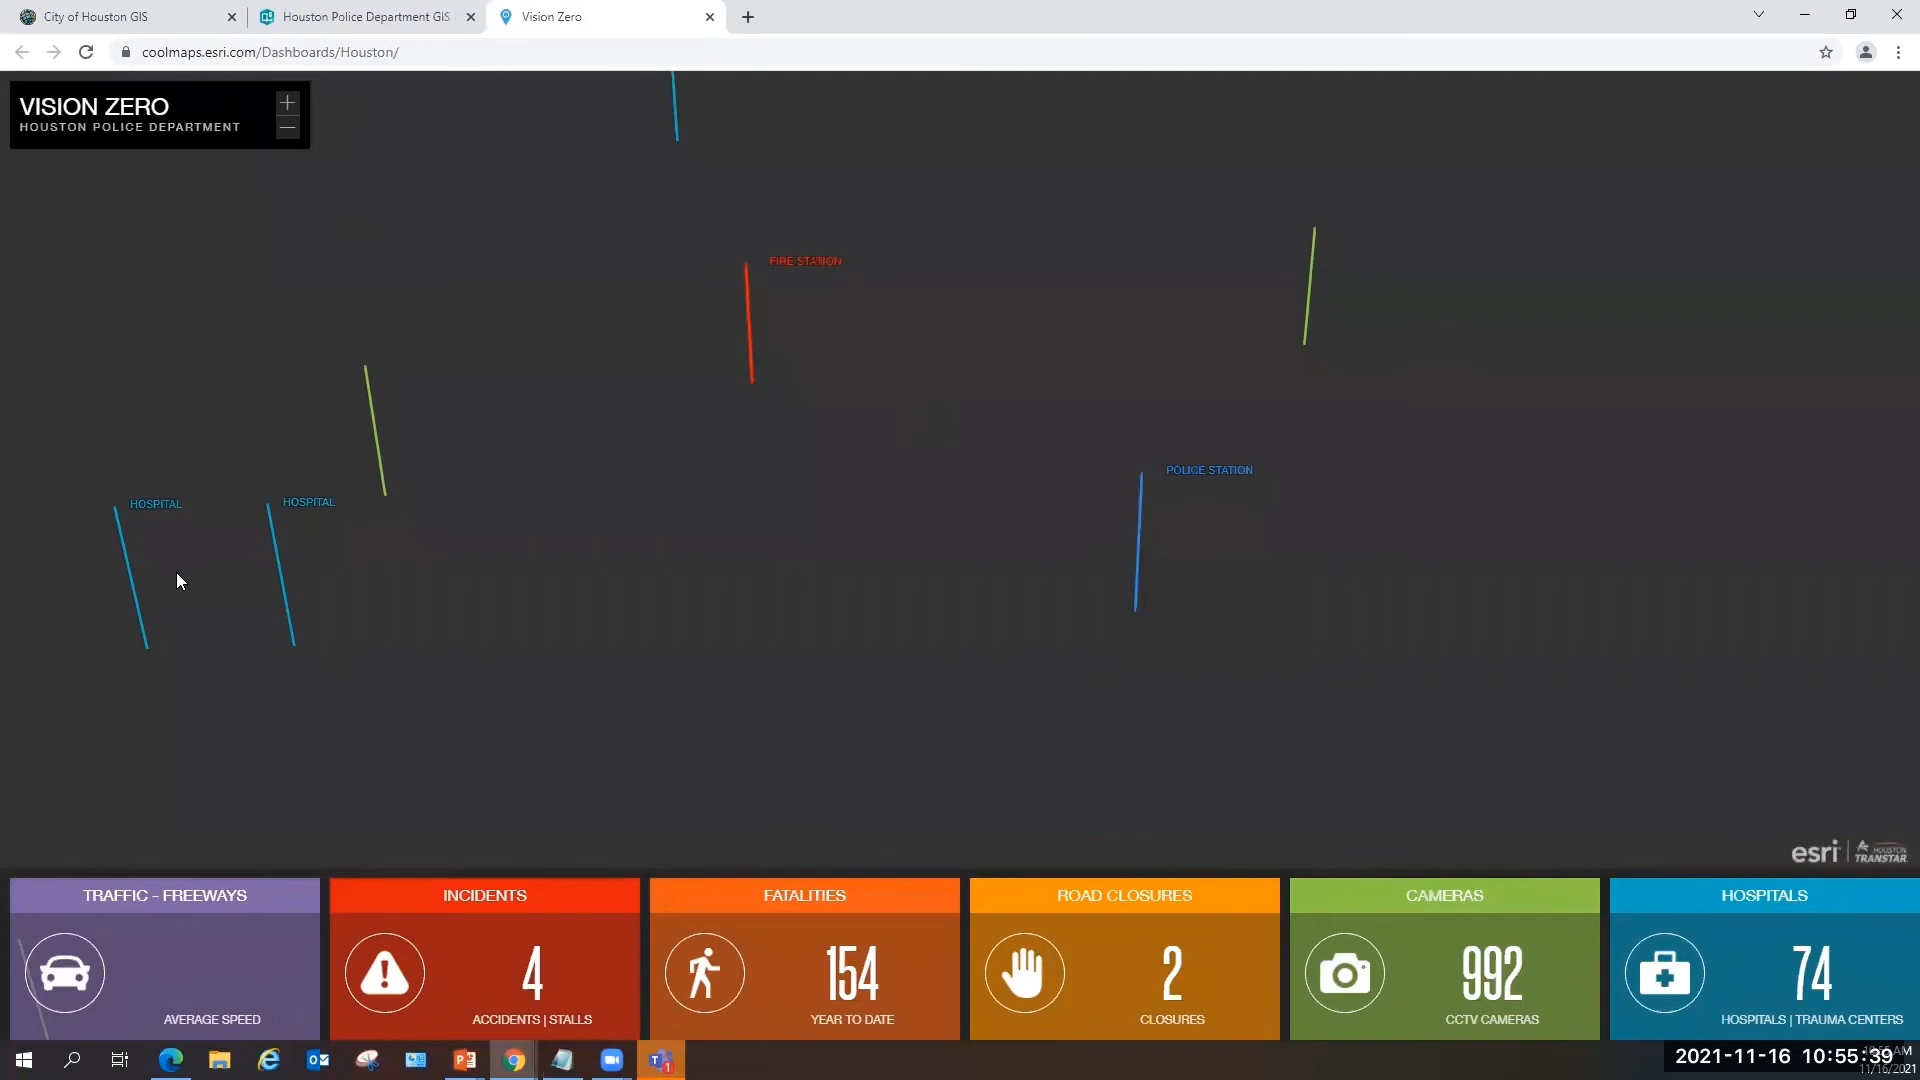 City of Houston GIS
Houston Police Department GIS
Vision Zero
coolmaps.esri.com/Dashboards/Houston/
VISION ZERO
HOUSTON POLICE DEPARTMENT
FIRE STATION
POLICE STATION
HOSPITAL
HOSPITAL
esri
HOUSTON
TRANSTAR
TRAFFIC - FREEWAYS
AVERAGE SPEED
INCIDENTS
4
ACCIDENTS | STALLS
FATALITIES
154
YEAR TO DATE
ROAD CLOSURES
2
CLOSURES
CAMERAS
992
CCTV CAMERAS
HOSPITALS
74
HOSPITALS | TRAUMA CENTERS
2021-11-16 10:55:39
11/16/2021